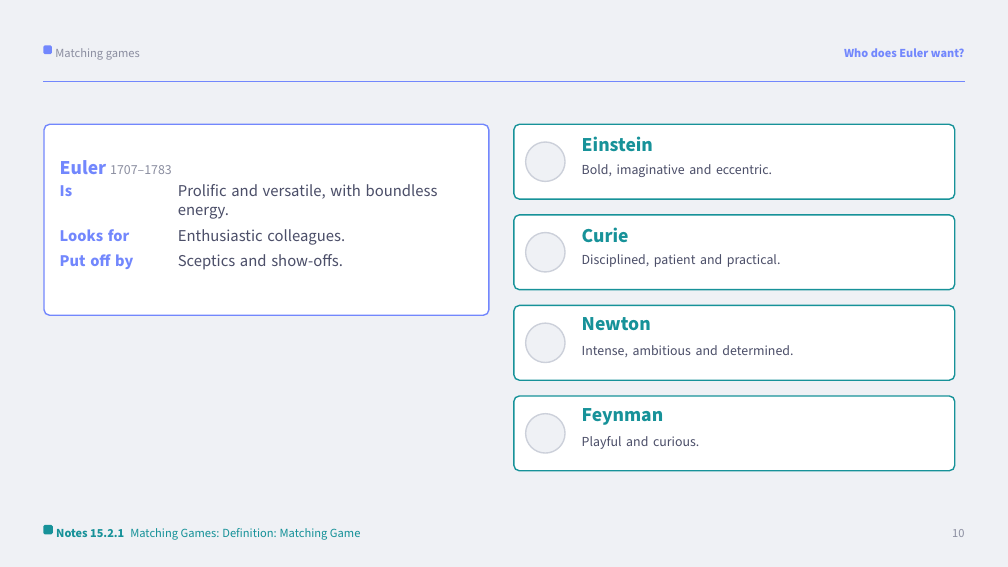 Matching games
Who does Euler want?
Euler 1707–1783
Is Prolific and versatile, with boundless
energy.
Looks for Enthusiastic colleagues.
Put off by Sceptics and show-offs.
Einstein
Bold, imaginative and eccentric.
Curie
Disciplined, patient and practical.
Newton
Intense, ambitious and determined.
Feynman
Playful and curious.
Notes 15.2.1 Matching Games: Definition: Matching Game
10